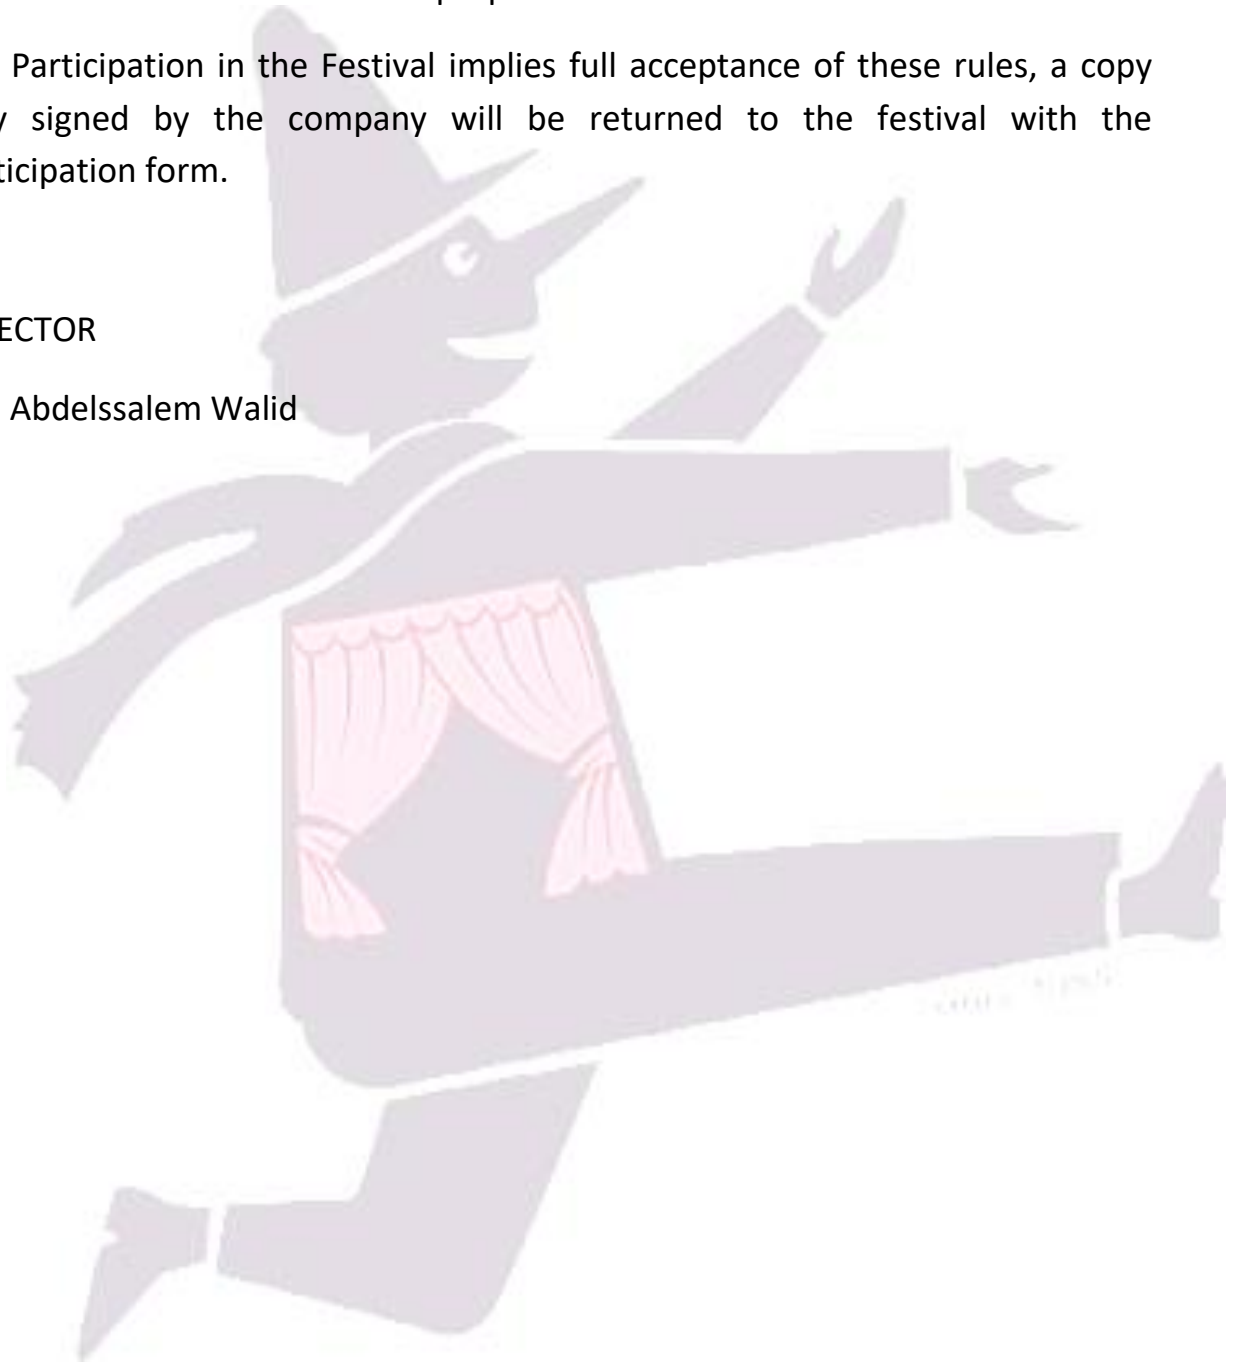 Participation in the Festival implies full acceptance of these rules, a copy
y signed by the company will be returned to the festival with the
ticipation form.
ECTOR
Abdelssalem Walid